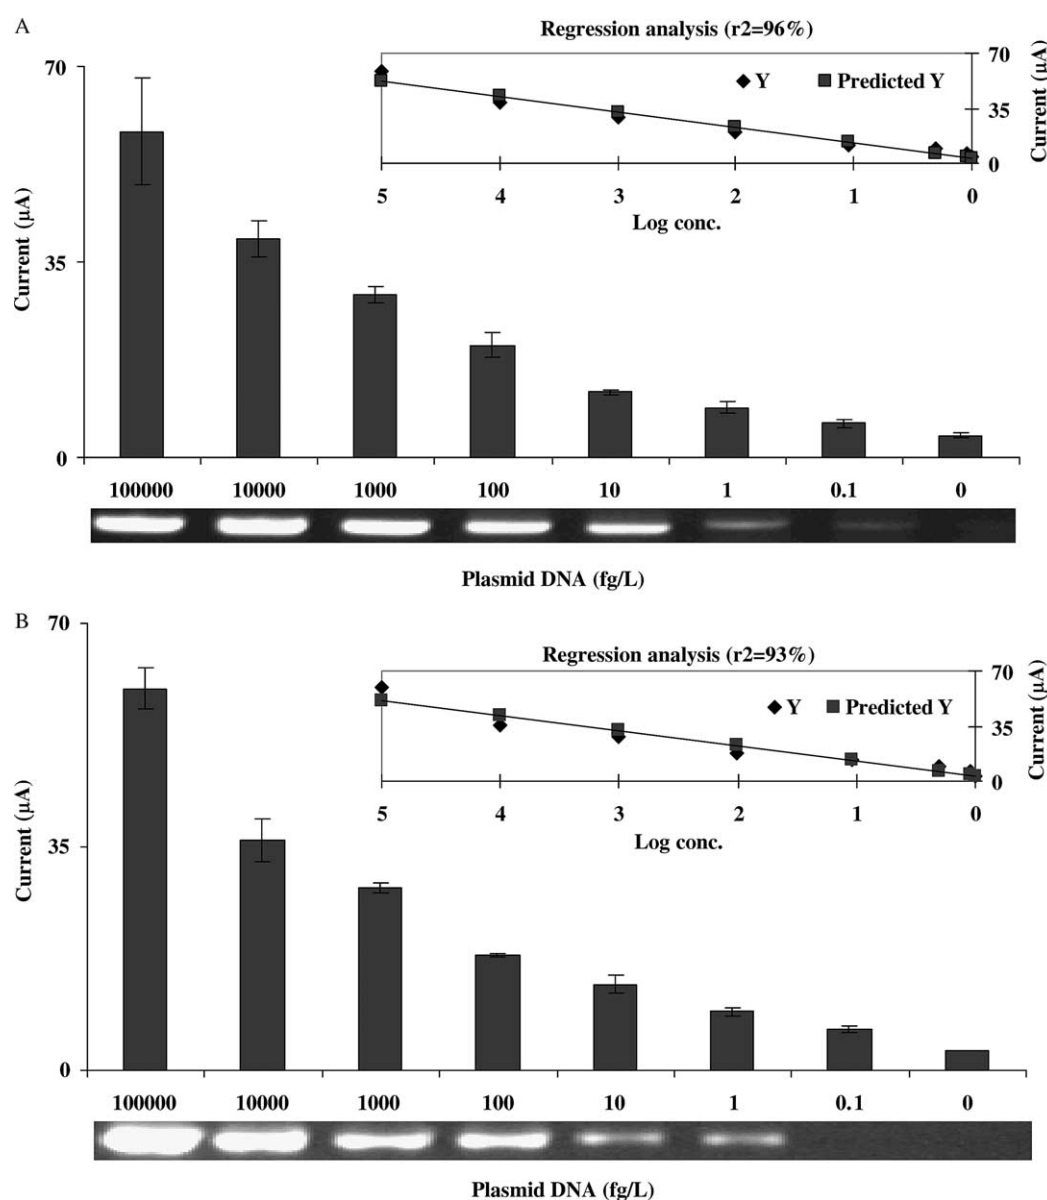 A
Regression analysis (r2=96%)
70
70
Y
Predicted Y
35
0
Current (μA)
5 4 3 2 1 0
Log conc.
Current (μA)
35
0
100000 10000 1000 100 10 1 0.1 0
Plasmid DNA (fg/L)
B
70
Regression analysis (r2=93%)
70
Y
Predicted Y
35
0
Current (μA)
5 4 3 2 1 0
Log conc.
Current (μA)
35
0
100000 10000 1000 100 10 1 0.1 0
Plasmid DNA (fg/L)